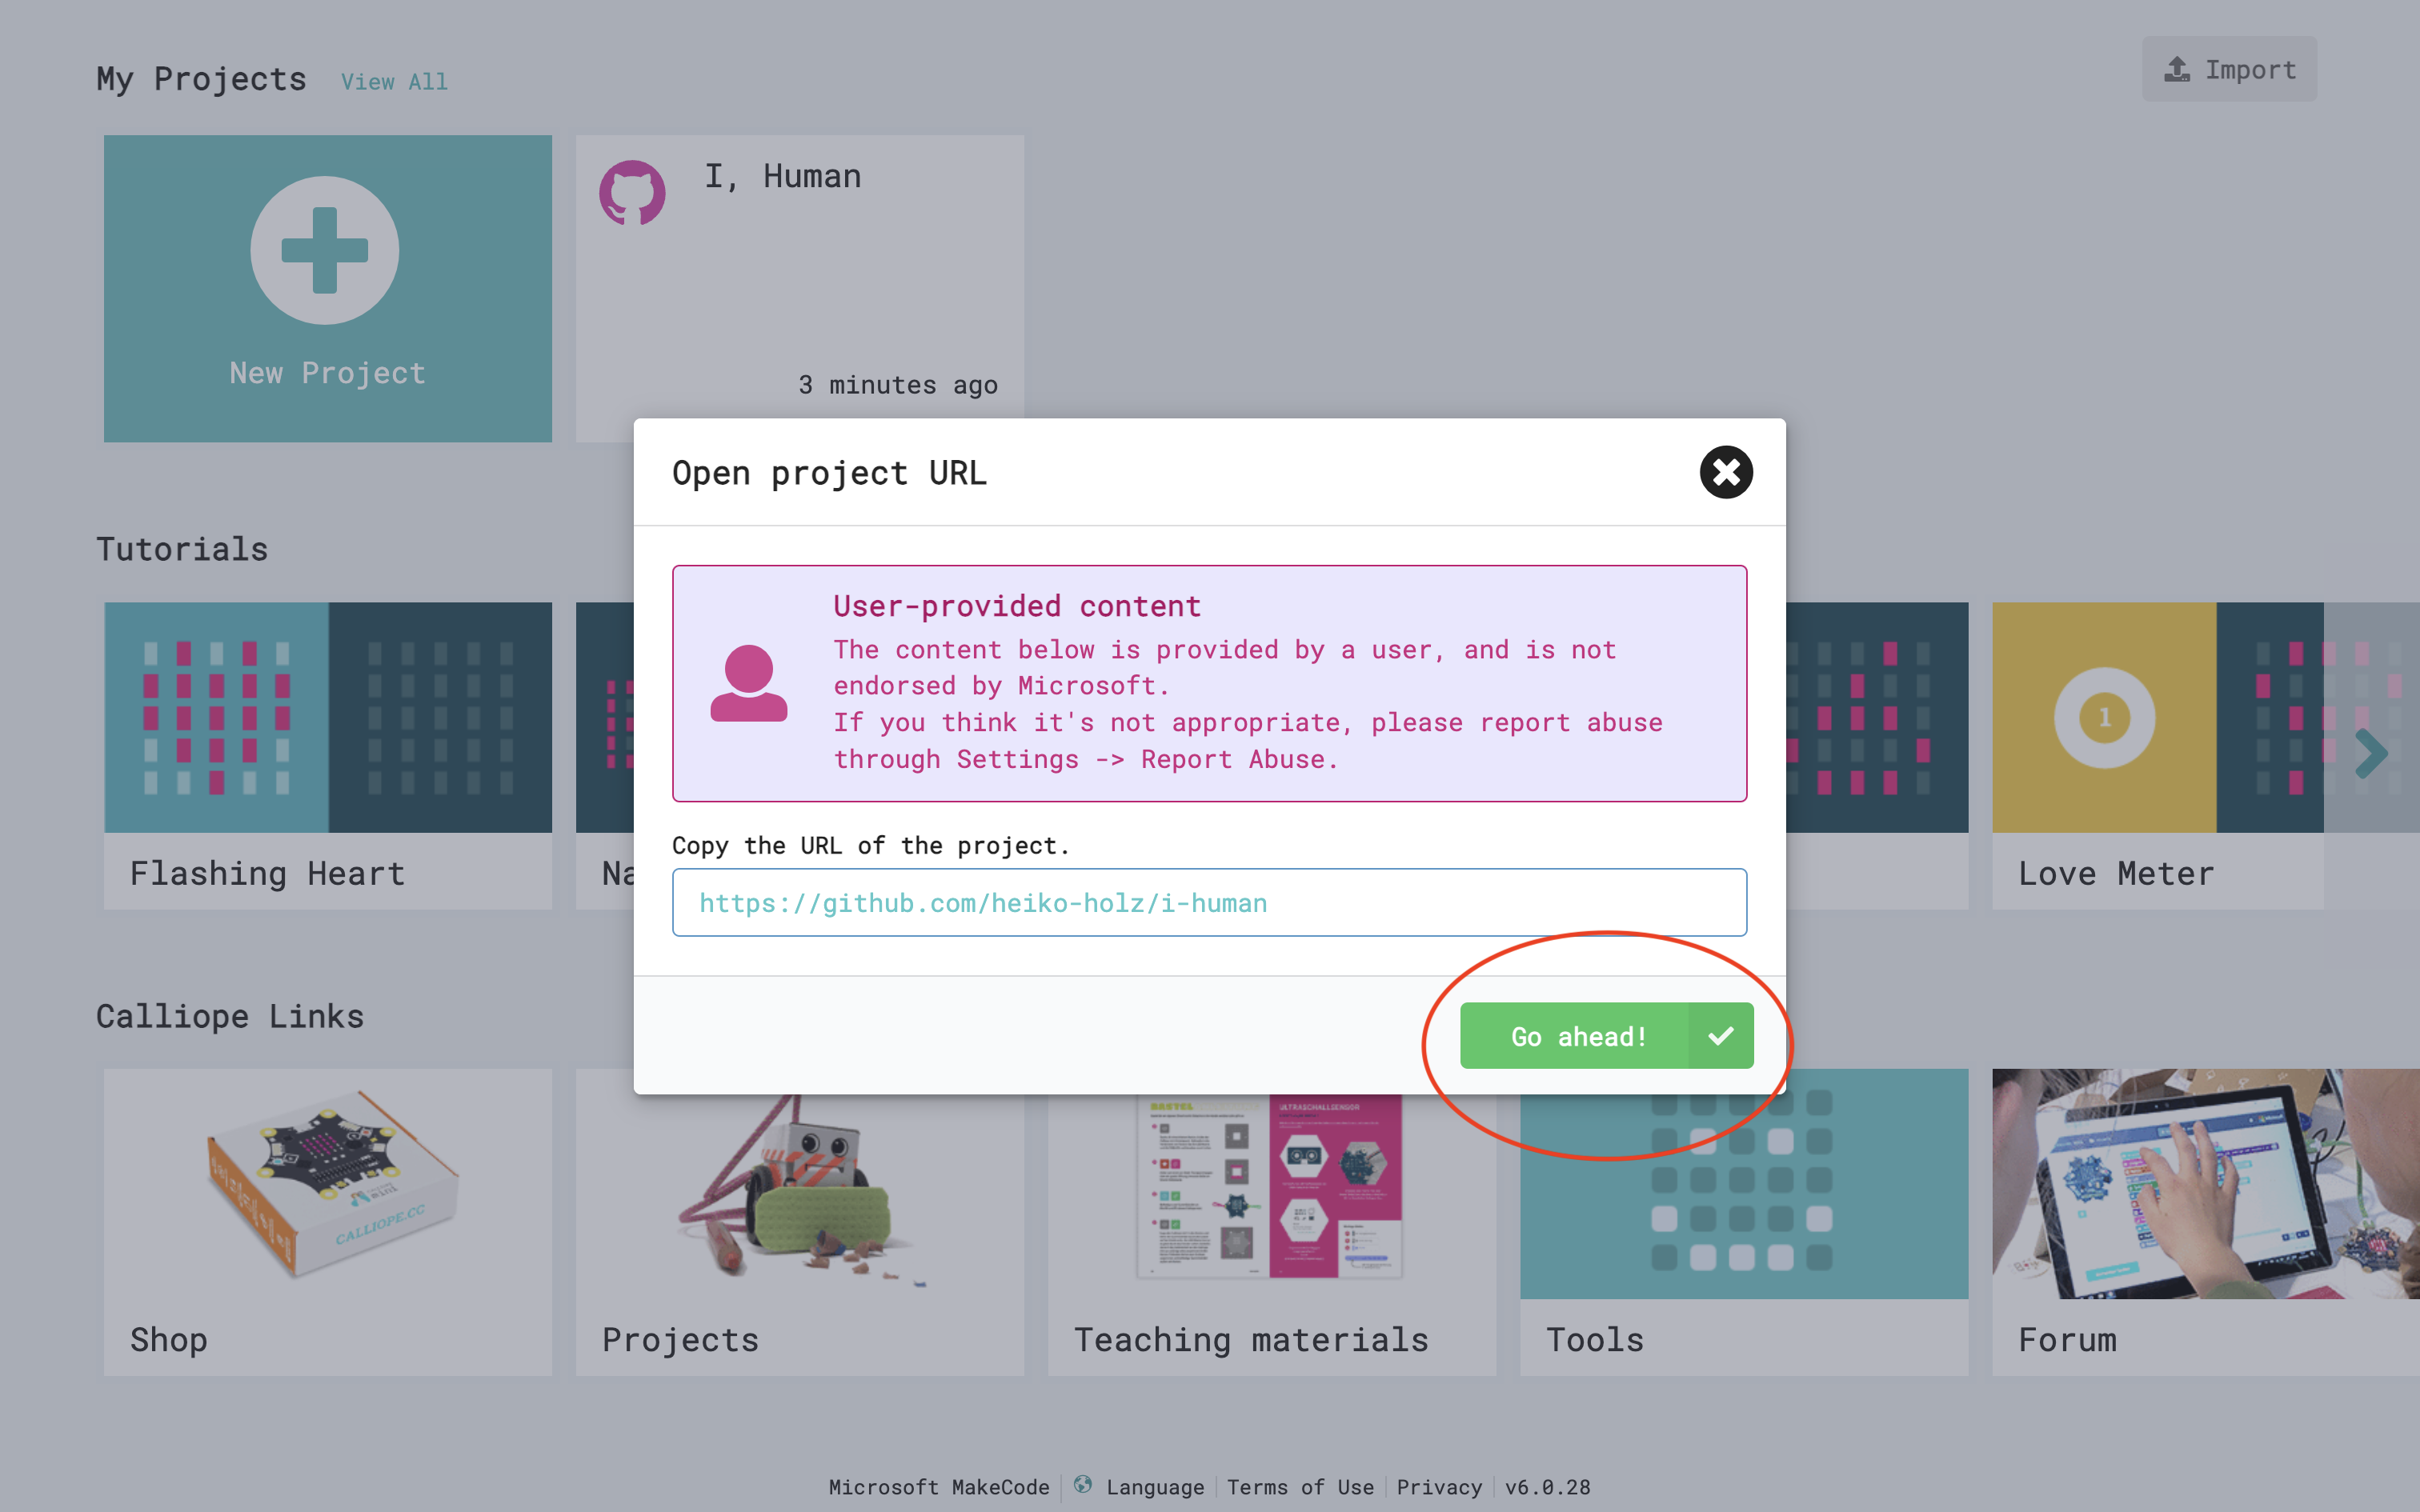 My Projects View All
Import
New Project
I, Human
3 minutes ago
Open project URL
User-provided content
The content below is provided by a user, and is not
endorsed by Microsoft.
If you think it's not appropriate, please report abuse
through Settings -> Report Abuse.
Copy the URL of the project.
https://github.com/heiko-holz/i-human
Go ahead!
Tutorials
1
Flashing Heart
Na
Love Meter
Calliope Links
CALLIOPE.CC
mini
ULTRASCHALLSENSOR
Shop
Projects
Teaching materials
Tools
Forum
Microsoft MakeCode Language Terms of Use Privacy v6.0.28